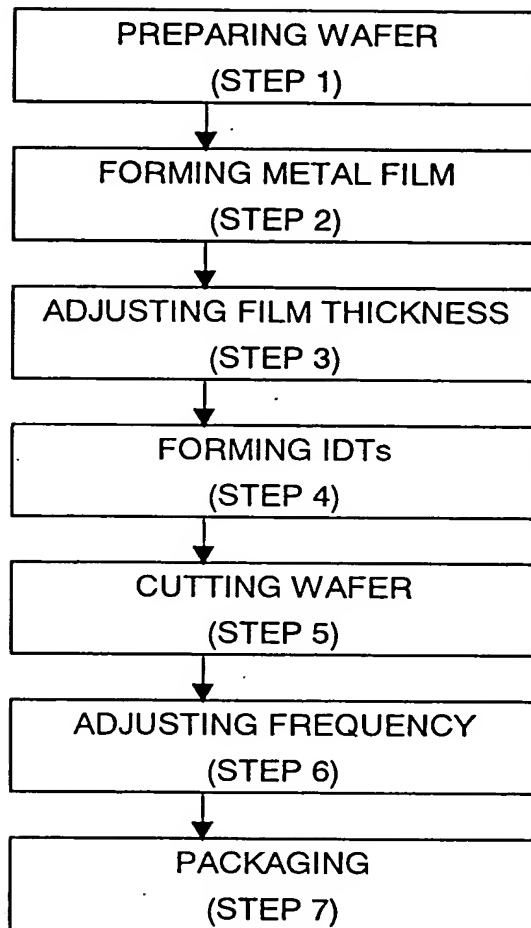 PREPARING WAFER
(STEP 1)
FORMING METAL FILM
(STEP 2)
ADJUSTING FILM THICKNESS
(STEP 3)
FORMING IDTs
(STEP 4)
CUTTING WAFER
(STEP 5)
ADJUSTING FREQUENCY
(STEP 6)
PACKAGING
(STEP 7)